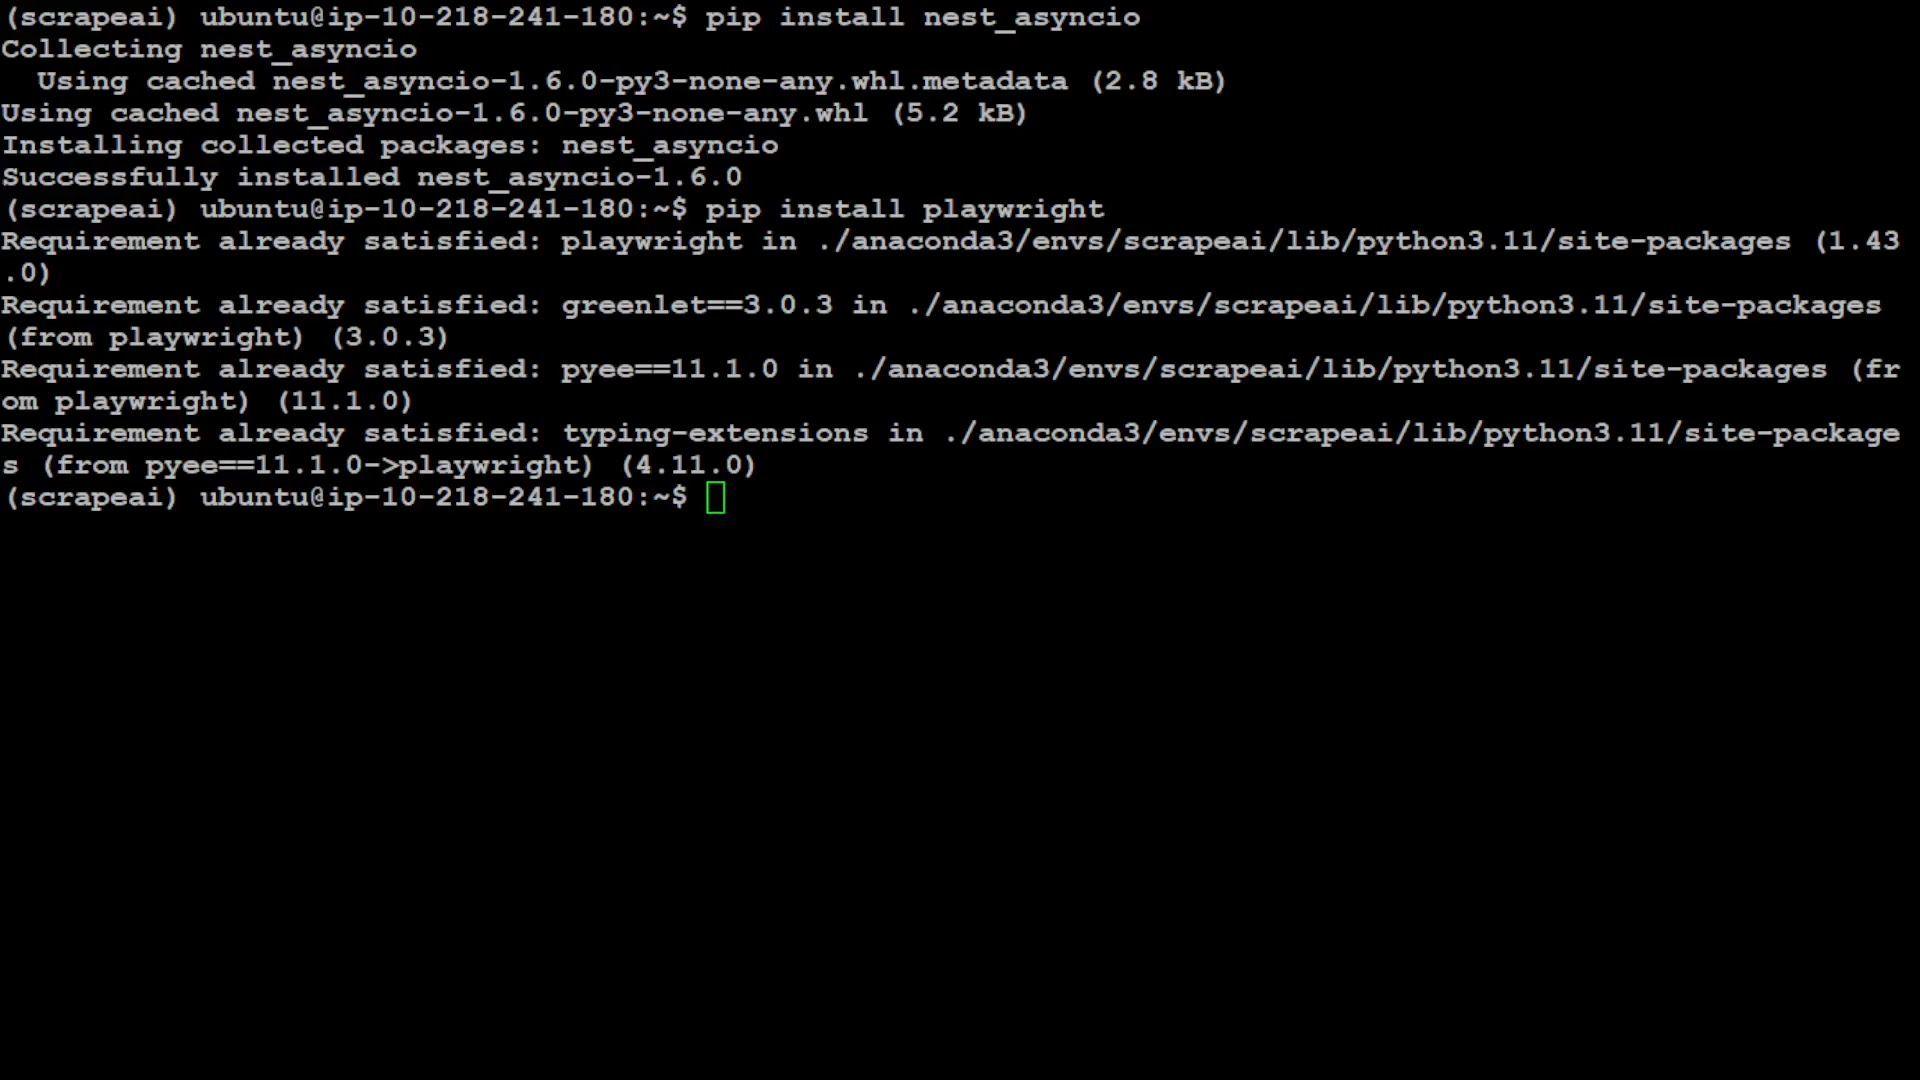 (scrapeai) ubuntu@ip-10-218-241-180:~$ pip install nest_asyncio
Collecting nest_asyncio
  Using cached nest_asyncio-1.6.0-py3-none-any.whl.metadata (2.8 kB)
Using cached nest_asyncio-1.6.0-py3-none-any.whl (5.2 kB)
Installing collected packages: nest_asyncio
Successfully installed nest_asyncio-1.6.0
(scrapeai) ubuntu@ip-10-218-241-180:~$ pip install playwright
Requirement already satisfied: playwright in ./anaconda3/envs/scrapeai/lib/python3.11/site-packages (1.43
.0)
Requirement already satisfied: greenlet==3.0.3 in ./anaconda3/envs/scrapeai/lib/python3.11/site-packages
(from playwright) (3.0.3)
Requirement already satisfied: pyee==11.1.0 in ./anaconda3/envs/scrapeai/lib/python3.11/site-packages (fr
om playwright) (11.1.0)
Requirement already satisfied: typing-extensions in ./anaconda3/envs/scrapeai/lib/python3.11/site-package
s (from pyee==11.1.0->playwright) (4.11.0)
(scrapeai) ubuntu@ip-10-218-241-180:~$